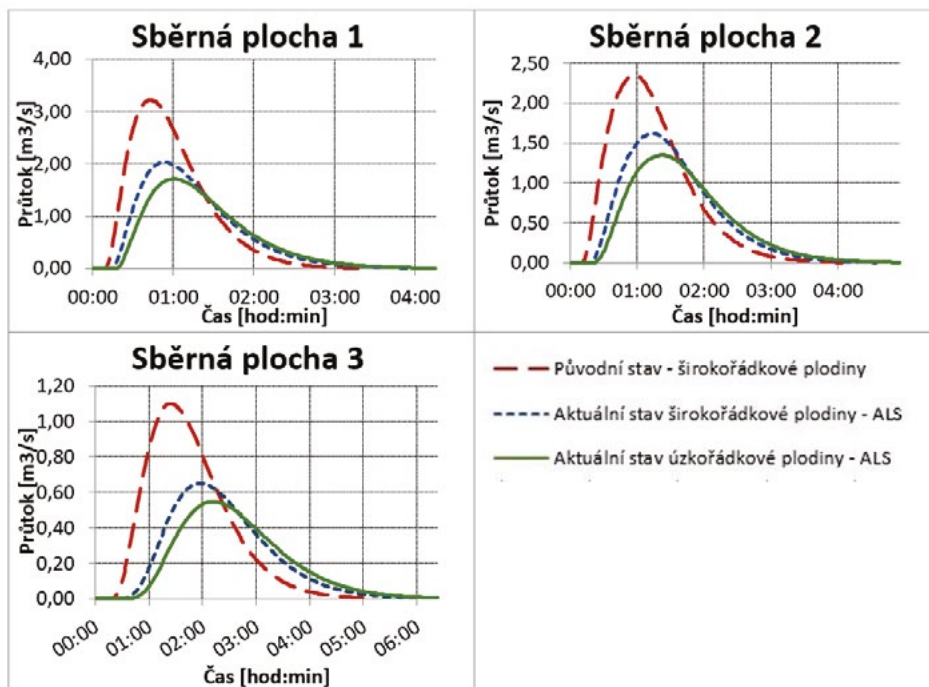 Sběrná plocha 1
Průtok [m3/s]
4,00
3,00
2,00
1,00
0,00
00:00 01:00 02:00 03:00 04:00
Čas [hod:min]
Sběrná plocha 2
Průtok [m3/s]
2,50
2,00
1,50
1,00
0,50
0,00
00:00 01:00 02:00 03:00 04:00
Čas [hod:min]
Sběrná plocha 3
Průtok [m3/s]
1,20
1,00
0,80
0,60
0,40
0,20
0,00
00:00 01:00 02:00 03:00 04:00 05:00 06:00
Čas [hod:min]
Původní stav - širokořádkové plodiny
Aktuální stav širokořádkové plodiny - ALS
Aktuální stav úzkořádkové plodiny - ALS